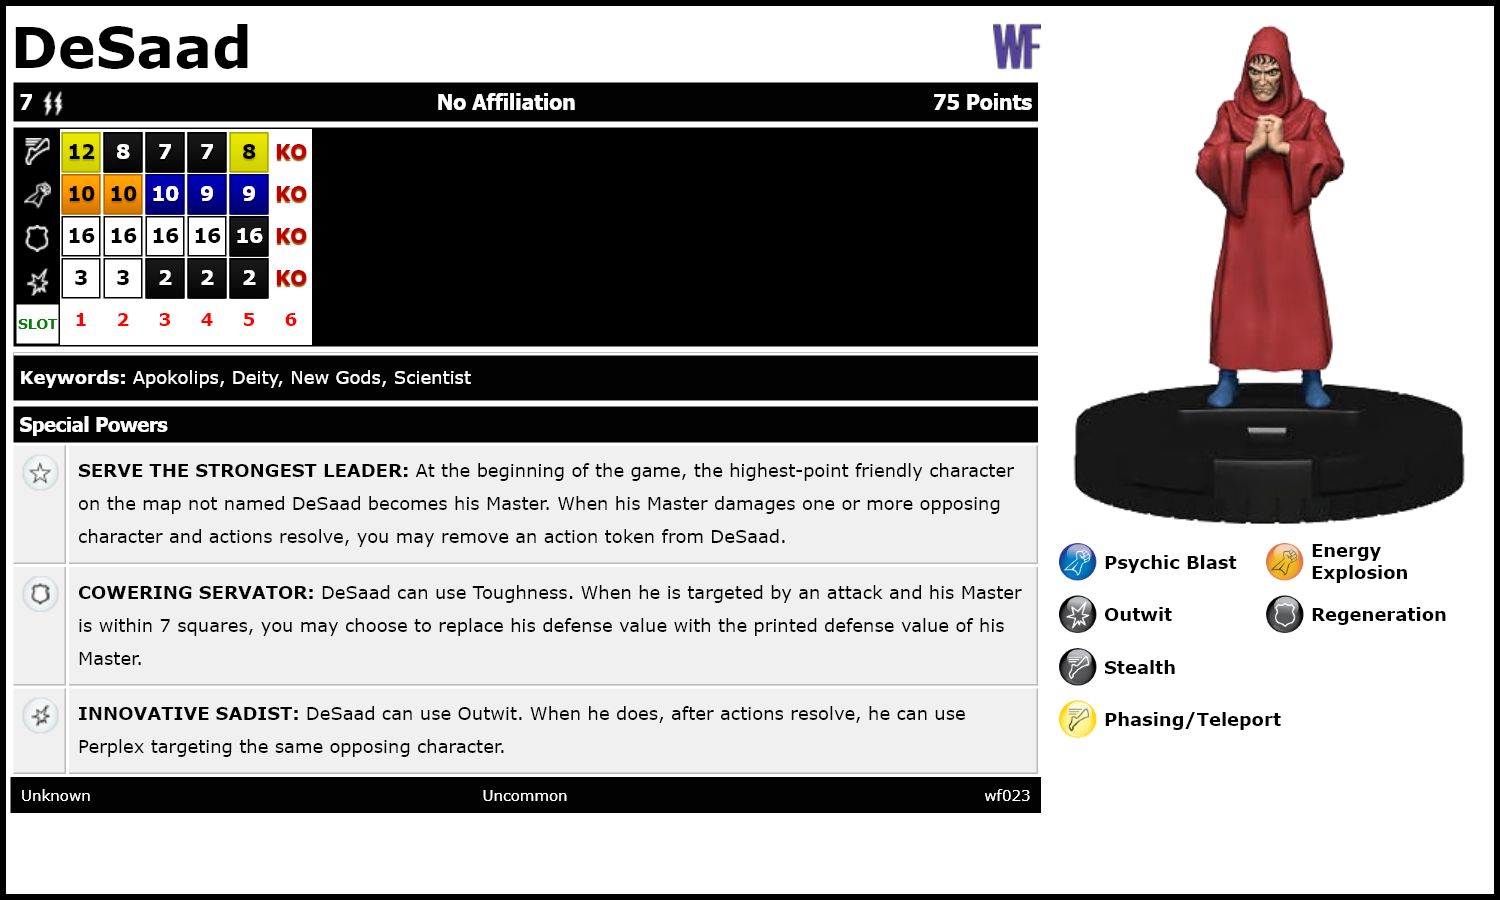 DeSaad
WF
7 No Affiliation 75 Points
12 8 7 7 8 KO
10 10 10 9 9 KO
16 16 16 16 16 KO
3 3 2 2 2 KO
SLOT 1 2 3 4 5 6
Keywords: Apokolips, Deity, New Gods, Scientist
Special Powers
SERVE THE STRONGEST LEADER: At the beginning of the game, the highest-point friendly character
on the map not named DeSaad becomes his Master. When his Master damages one or more opposing
character and actions resolve, you may remove an action token from DeSaad.
COWERING SERVATOR: DeSaad can use Toughness. When he is targeted by an attack and his Master
is within 7 squares, you may choose to replace his defense value with the printed defense value of his
Master.
INNOVATIVE SADIST: DeSaad can use Outwit. When he does, after actions resolve, he can use
Perplex targeting the same opposing character.
Unknown Uncommon wf023
Psychic Blast
Energy
Explosion
Outwit
Regeneration
Stealth
Phasing/Teleport